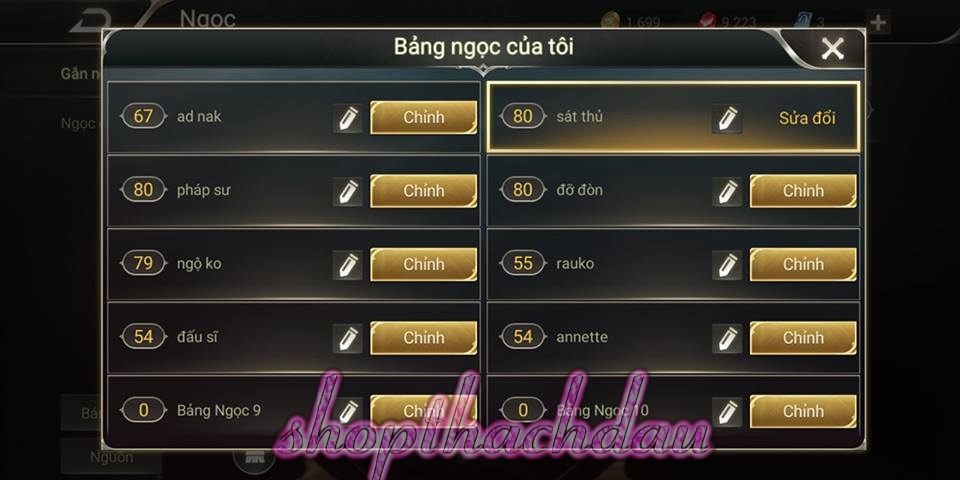 Ngọc
1,699
9,223
3
Bảng ngọc của tôi
Gắn n
67 ad nak Chỉnh
80 sát thủ Sửa đổi
Ngọc
80 pháp sư Chỉnh
80 đỡ đòn Chỉnh
79 ngộ ko Chỉnh
55 rauko Chỉnh
54 đấu sĩ Chỉnh
54 annette Chỉnh
0 Bảng Ngọc 9 Chỉnh
0 Bảng Ngọc 10 Chỉnh
Nguồn